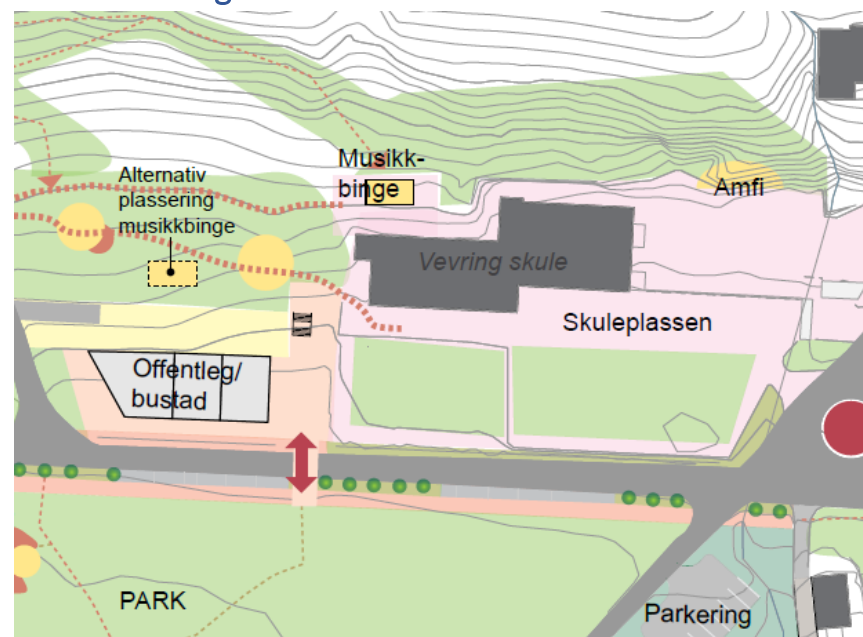 Musikk-
binge
Alternativ
plassering
musikkbinge
Amfi
Vevring skule
Skuleplassen
Offentleg/
bustad
PARK
Parkering